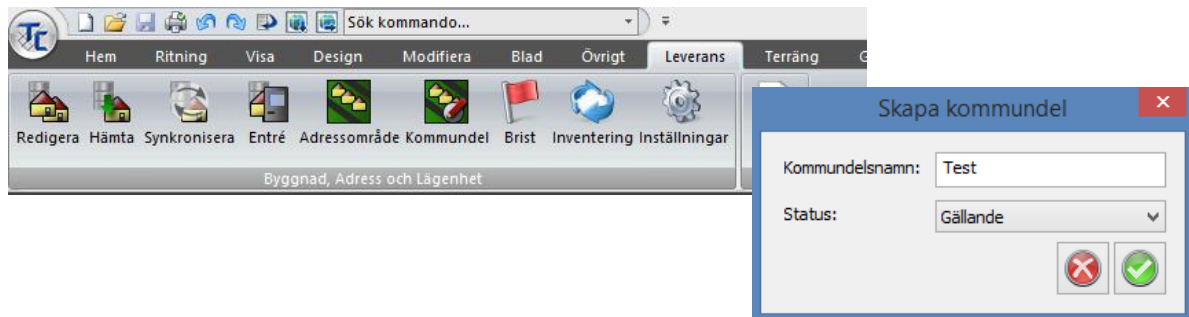 TC
Sök kommando...
Hem Ritning Visa Design Modifiera Blad Övrigt Leverans Terräng G
Redigera Hämta Synkronisera Entré Adressområde Kommundel Brist Inventering Inställningar
Byggnad, Adress och Lägenhet
Skapa kommundel
Kommundelsnamn: Test
Status: Gällande